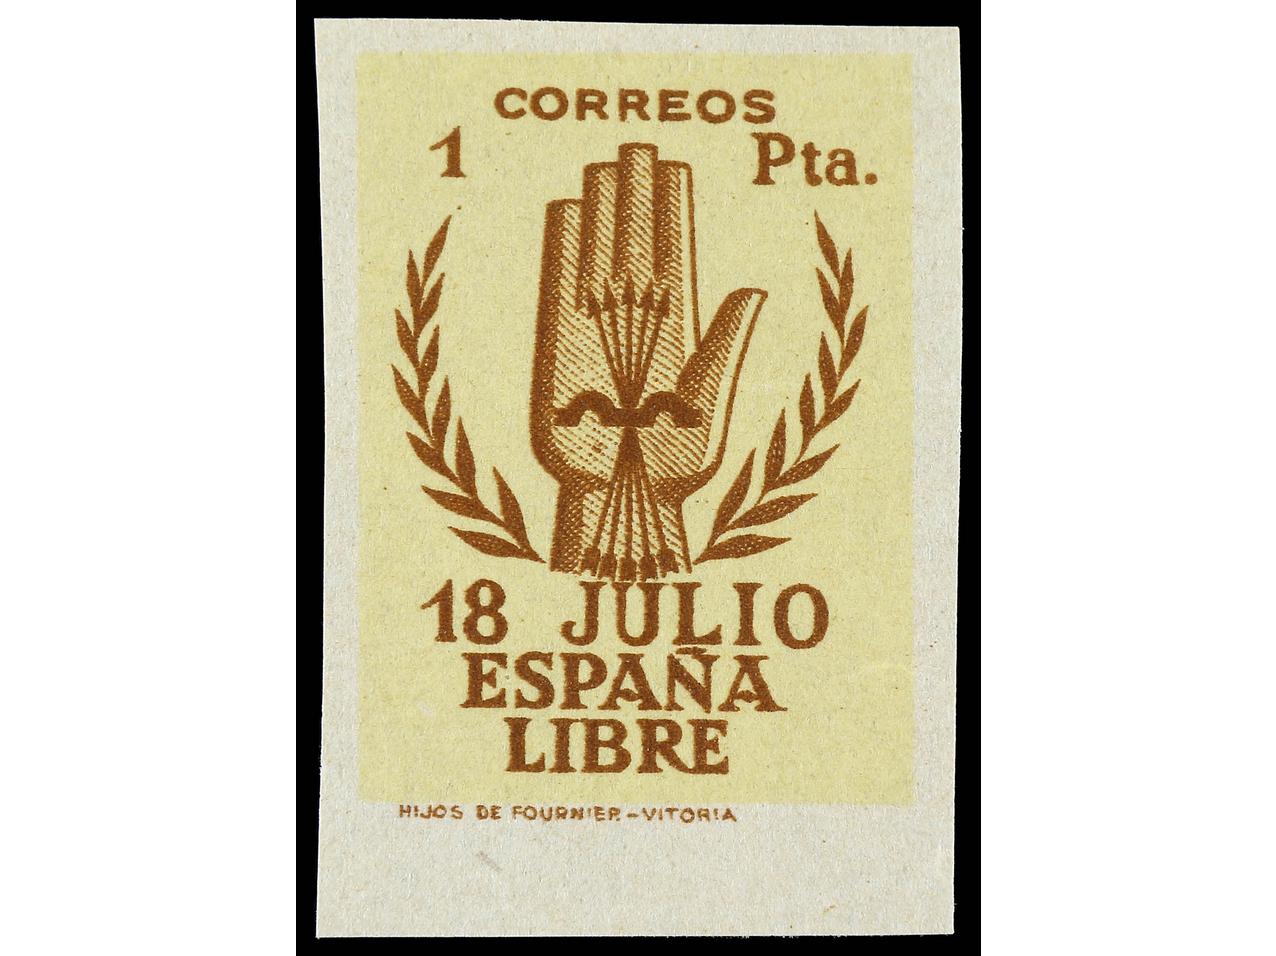 CORREOS
1 Pta.
18 JULIO
ESPAÑA
LIBRE
HIJOS DE FOURNIER.-VITORIA